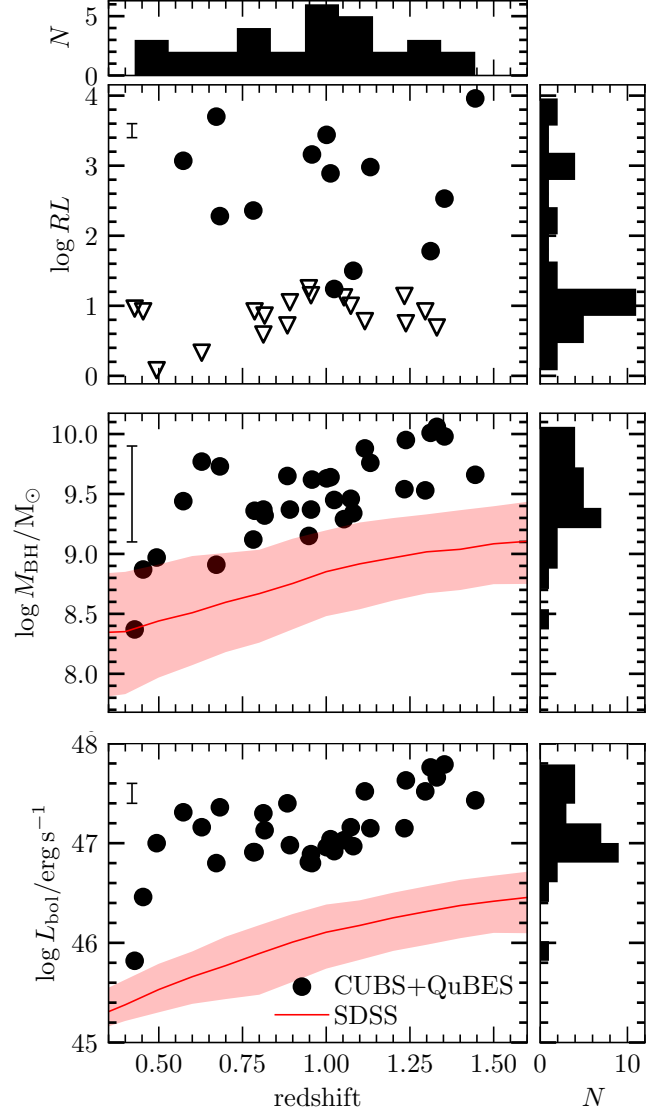 5
0
N
4
3
2
1
0
log RL
10.0
9.5
9.0
8.5
8.0
log M_BH/M_⊙
48
47
46
45
log L_bol/erg s⁻¹
CUBS+QuBES
SDSS
0.50 0.75 1.00 1.25 1.50
redshift
0 10
N